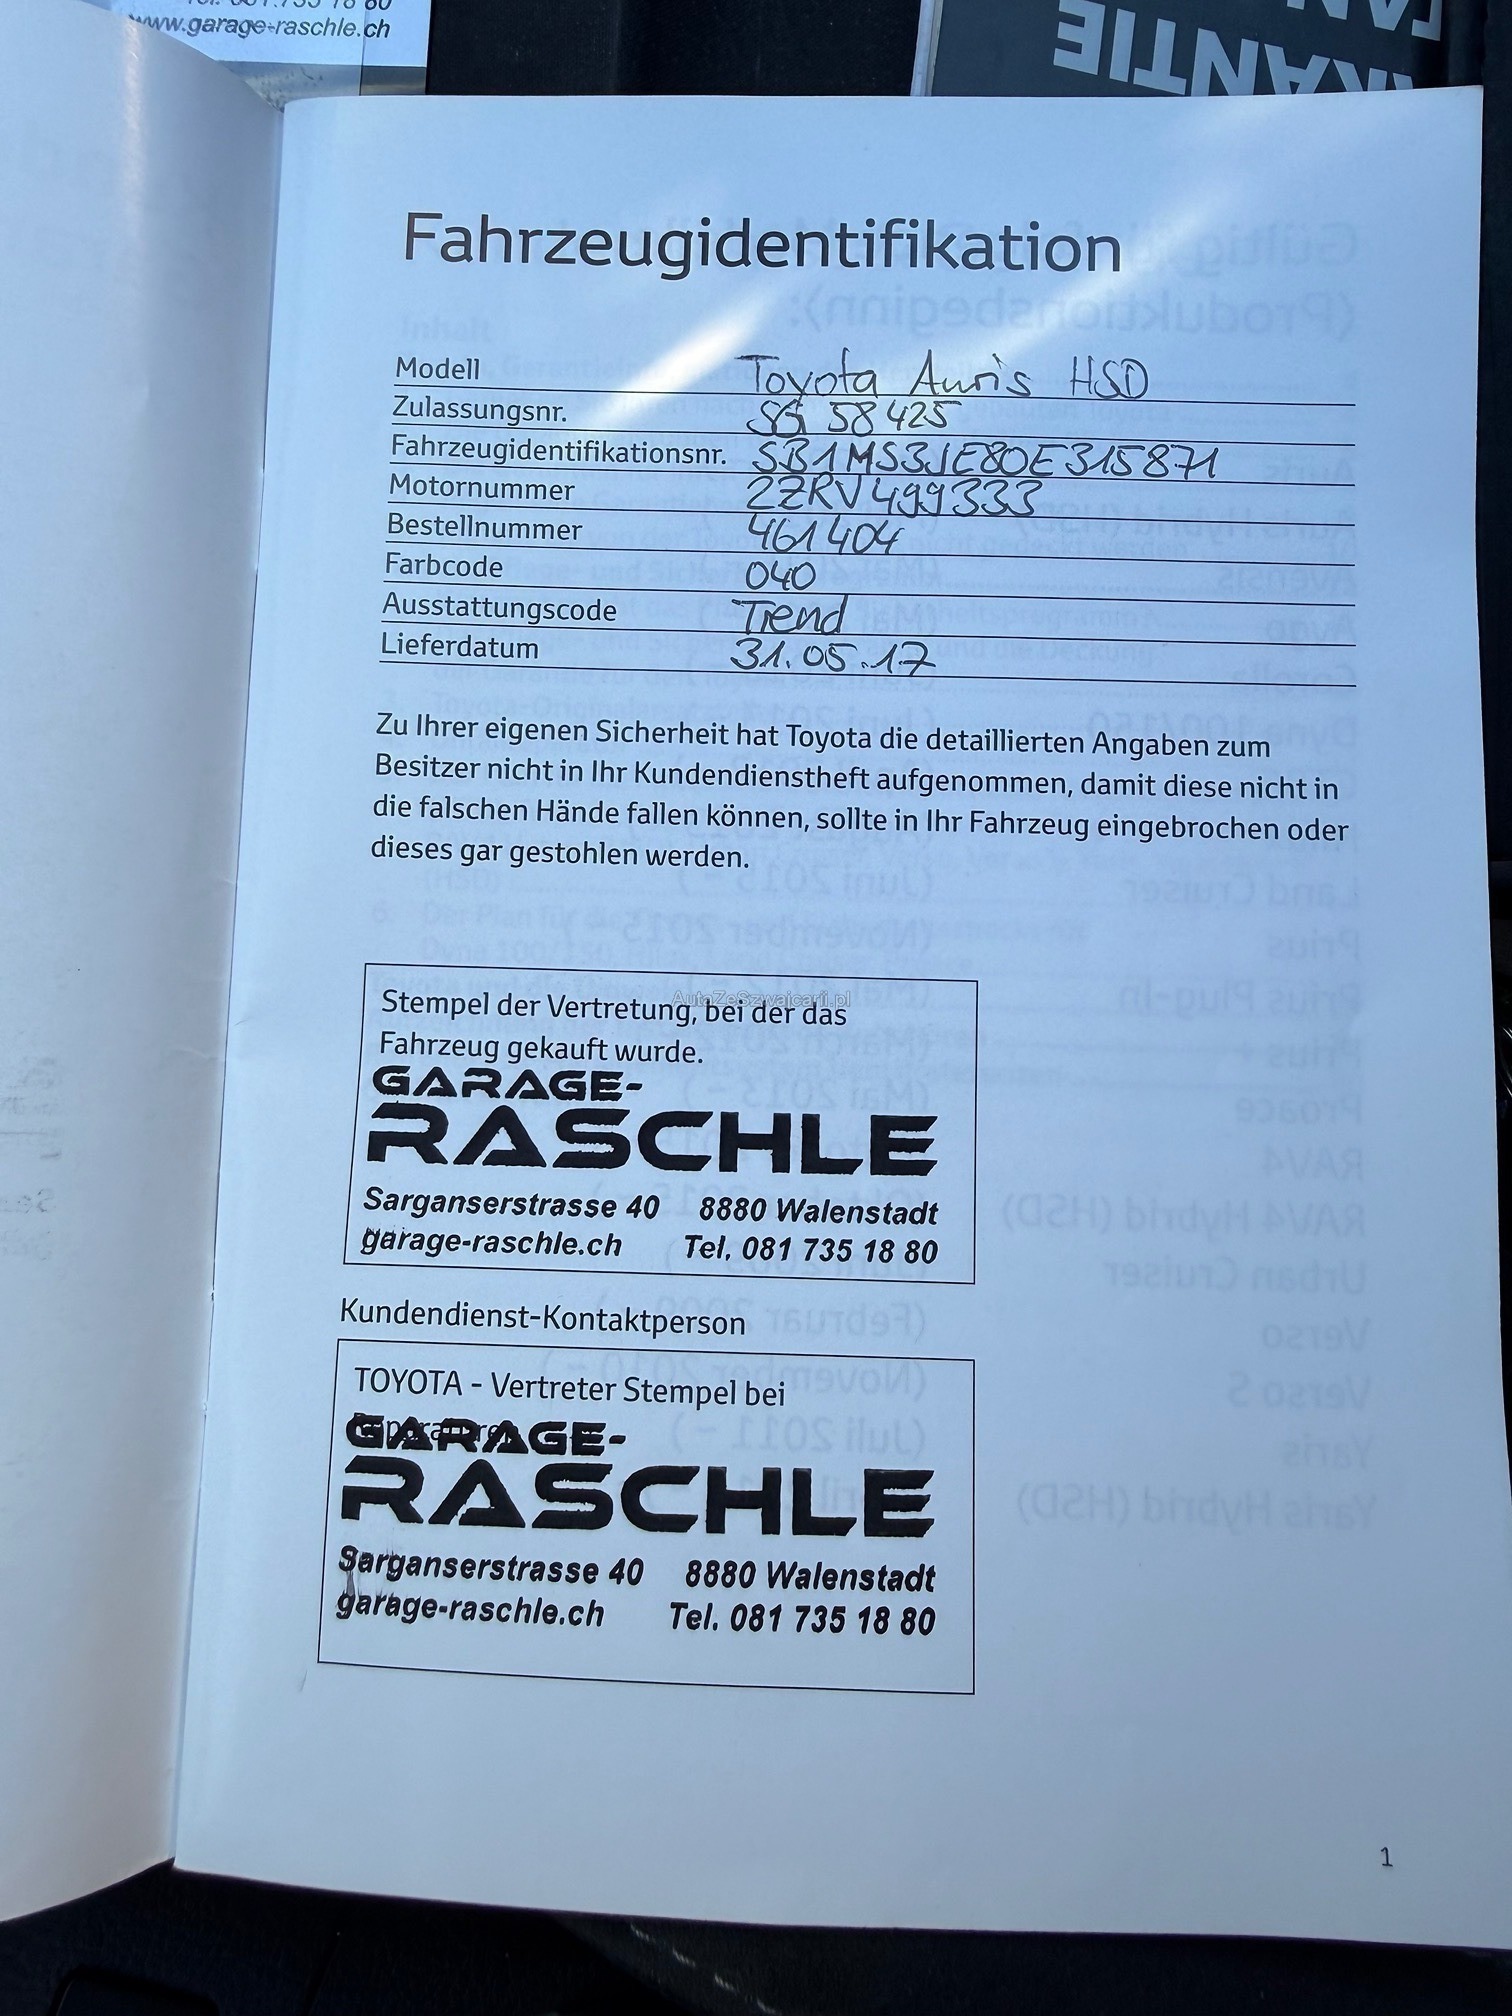 www.garage-raschle.ch
RANTIE
Fahrzeugidentifikation
Modell Toyota Auris HSD
Zulassungsnr. SG 58425
Fahrzeugidentifikationsnr. SB1MS3JE80E315871
Motornummer 2ZRV499333
Bestellnummer 461404
Farbcode 040
Ausstattungscode Trend
Lieferdatum 31.05.17
Zu Ihrer eigenen Sicherheit hat Toyota die detaillierten Angaben zum
Besitzer nicht in Ihr Kundendienstheft aufgenommen, damit diese nicht in
die falschen Hände fallen können, sollte in Ihr Fahrzeug eingebrochen oder
dieses gar gestohlen werden.
AutoZeSzwajcarii.pl
Stempel der Vertretung, bei der das
Fahrzeug gekauft wurde.
GARAGE-
RASCHLE
Sarganserstrasse 40 8880 Walenstadt
garage-raschle.ch Tel. 081 735 18 80
Kundendienst-Kontaktperson
TOYOTA - Vertreter Stempel bei
GARAGE-
RASCHLE
Sarganserstrasse 40 8880 Walenstadt
garage-raschle.ch Tel. 081 735 18 80
1